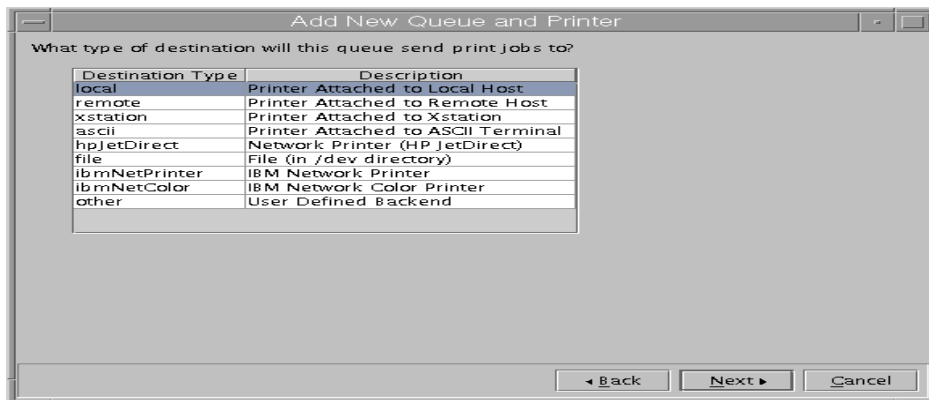 Add New Queue and Printer
What type of destination will this queue send print jobs to?
Destination Type Description
local Printer Attached to Local Host
remote Printer Attached to Remote Host
xstation Printer Attached to Xstation
ascii Printer Attached to ASCII Terminal
hpJetDirect Network Printer (HP JetDirect)
file File (in /dev directory)
ibmNetPrinter IBM Network Printer
ibmNetColor IBM Network Color Printer
other User Defined Backend
Back Next Cancel